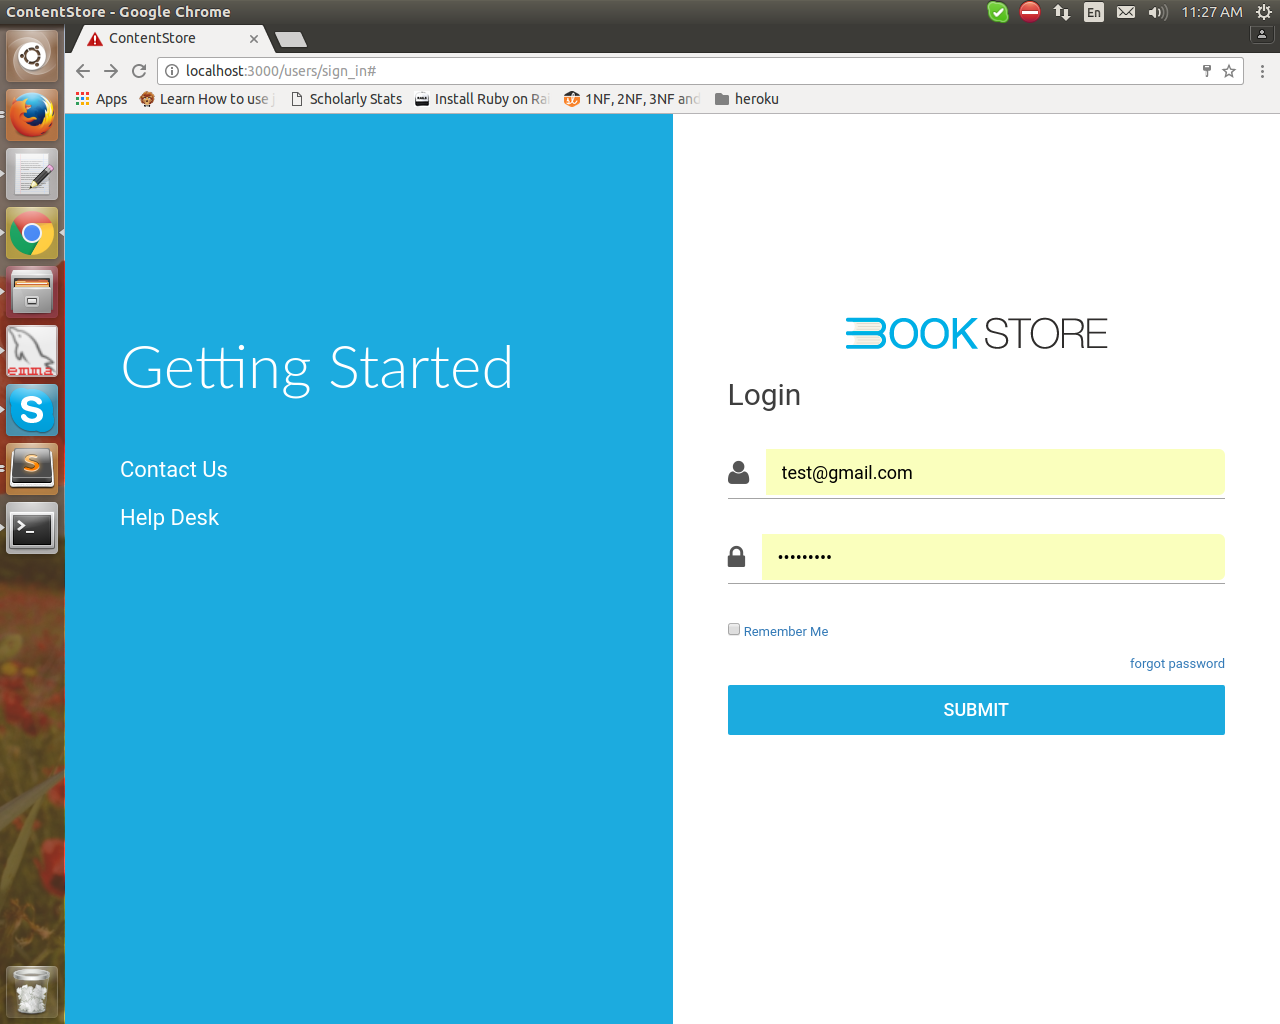 ContentStore - Google Chrome
En
11:27 AM
ContentStore
localhost:3000/users/sign_in#
Apps
Learn How to use j
Scholarly Stats
Install Ruby on Rai
1NF, 2NF, 3NF and
heroku
emma
Getting Started
Contact Us
Help Desk
BOOK STORE
Login
test@gmail.com
•••••••••
Remember Me
forgot password
SUBMIT